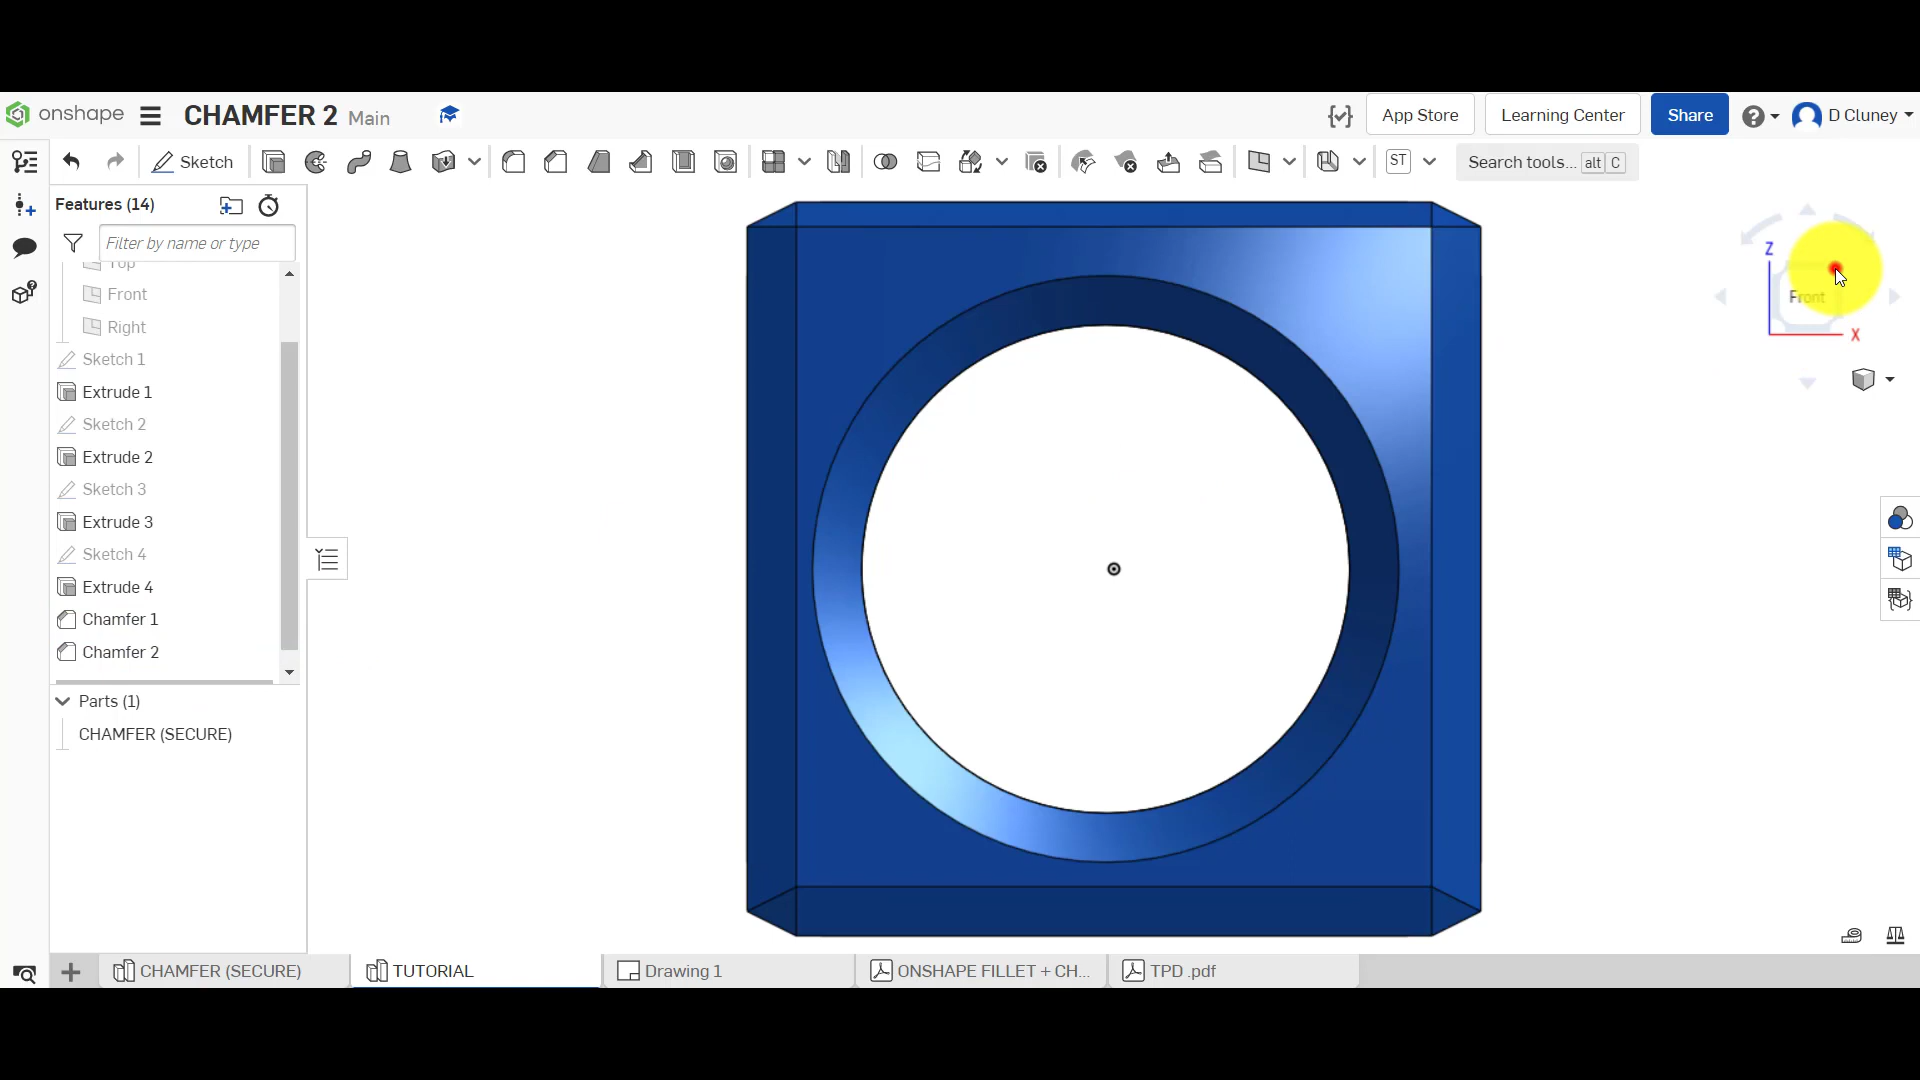 onshape CHAMFER 2 Main App Store Learning Center Share D Cluney
Sketch ST Search tools... alt C
Features (14)
Filter by name or type
Top
Front
Right
Sketch 1
Extrude 1
Sketch 2
Extrude 2
Sketch 3
Extrude 3
Sketch 4
Extrude 4
Chamfer 1
Chamfer 2
Parts (1)
CHAMFER (SECURE)
Z
Front
X
CHAMFER (SECURE) TUTORIAL Drawing 1 ONSHAPE FILLET + CH... TPD .pdf